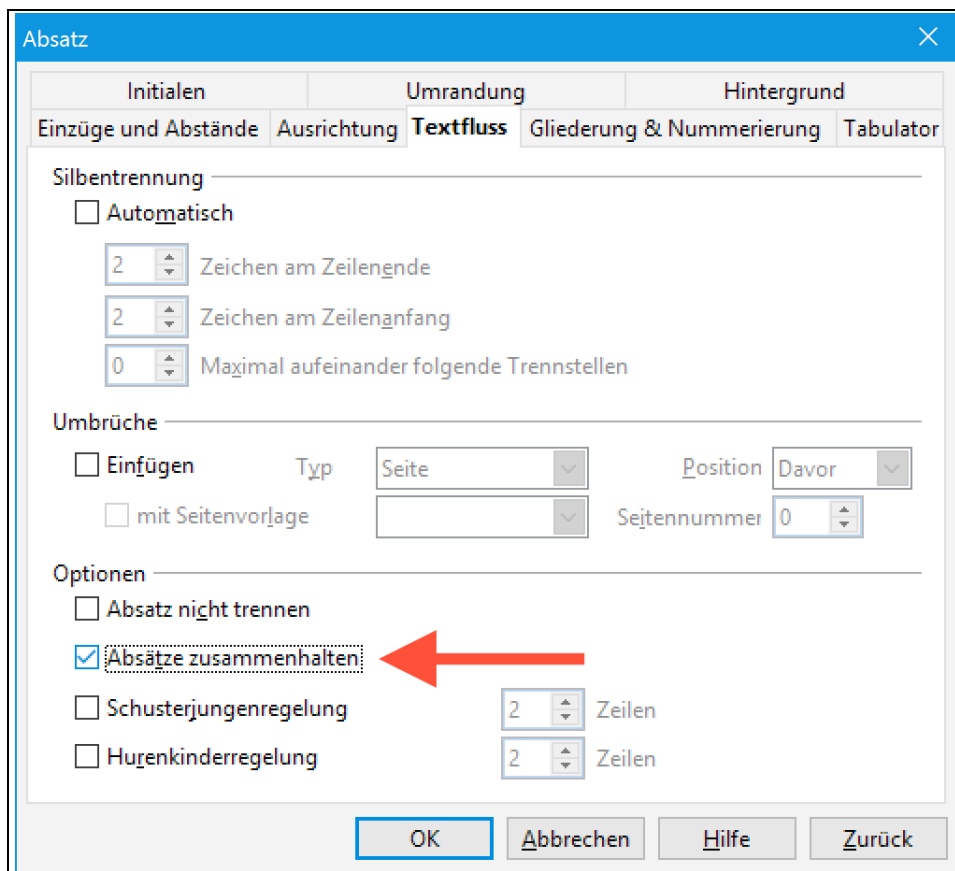 Absatz
Initialen Umrandung Hintergrund
Einzüge und Abstände Ausrichtung Textfluss Gliederung & Nummerierung Tabulator
Silbentrennung
Automatisch
2 Zeichen am Zeilenende
2 Zeichen am Zeilenanfang
0 Maximal aufeinander folgende Trennstellen
Umbrüche
Einfügen Typ Seite Position Davor
mit Seitenvorlage Seitennummer 0
Optionen
Absatz nicht trennen
Absätze zusammenhalten
Schusterjungenregelung 2 Zeilen
Hurenkinderregelung 2 Zeilen
OK Abbrechen Hilfe Zurück